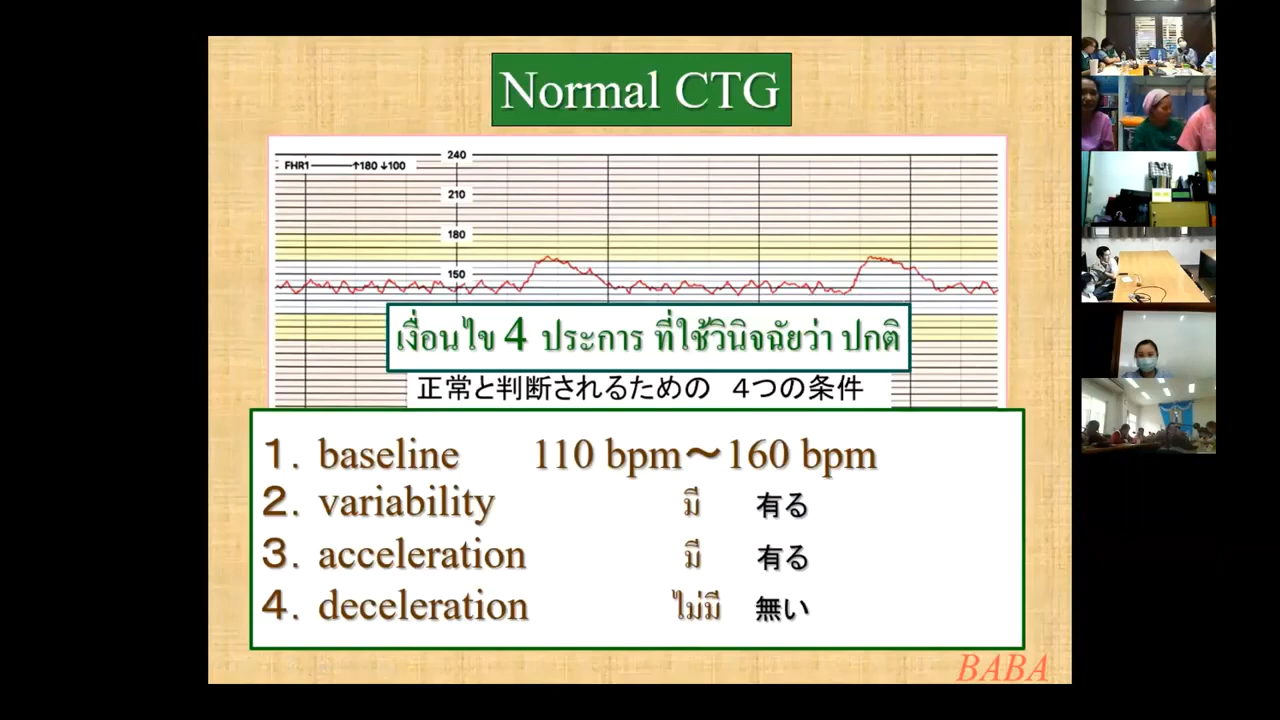 Normal CTG
FHR1 ↑180 ↓100
240
210
180
150
เงื่อนไข 4 ประการ ที่ใช้วินิจฉัยว่า ปกติ
正常と判断されるための 4つの条件
1. baseline 110 bpm～160 bpm
2. variability มี 有る
3. acceleration มี 有る
4. deceleration ไม่มี 無い
BABA